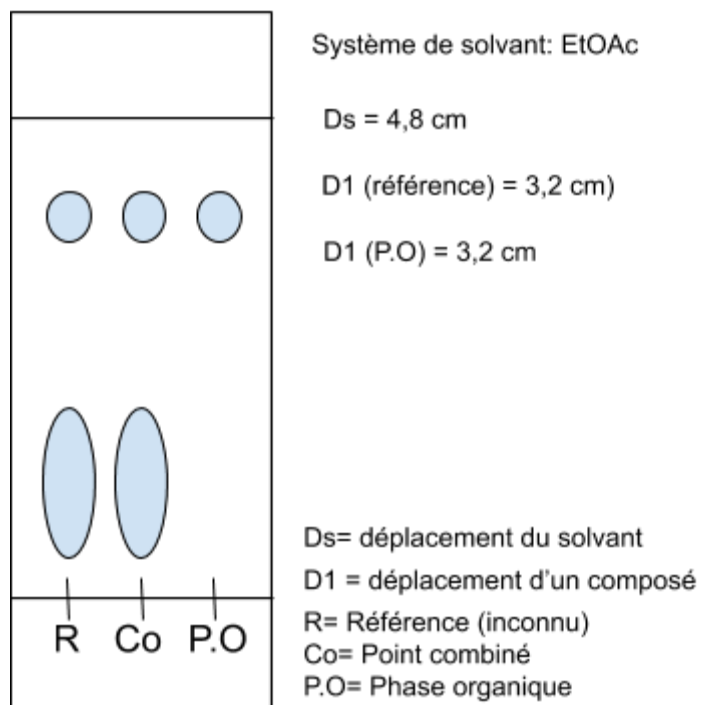 Système de solvant: EtOAc
Ds = 4,8 cm
D1 (référence) = 3,2 cm)
D1 (P.O) = 3,2 cm
Ds= déplacement du solvant
D1 = déplacement d'un composé
R= Référence (inconnu)
Co= Point combiné
P.O= Phase organique
R Co P.O